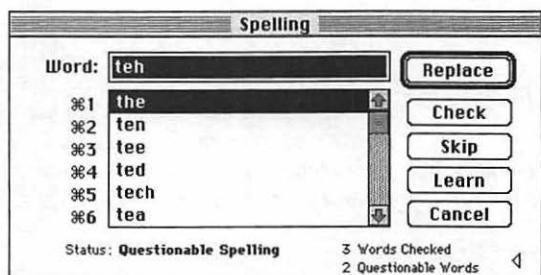 Spelling
Word: teh
Replace
⌘1 the
⌘2 ten
⌘3 tee
⌘4 ted
⌘5 tech
⌘6 tea
Check
Skip
Learn
Cancel
Status: Questionable Spelling
3 Words Checked
2 Questionable Words